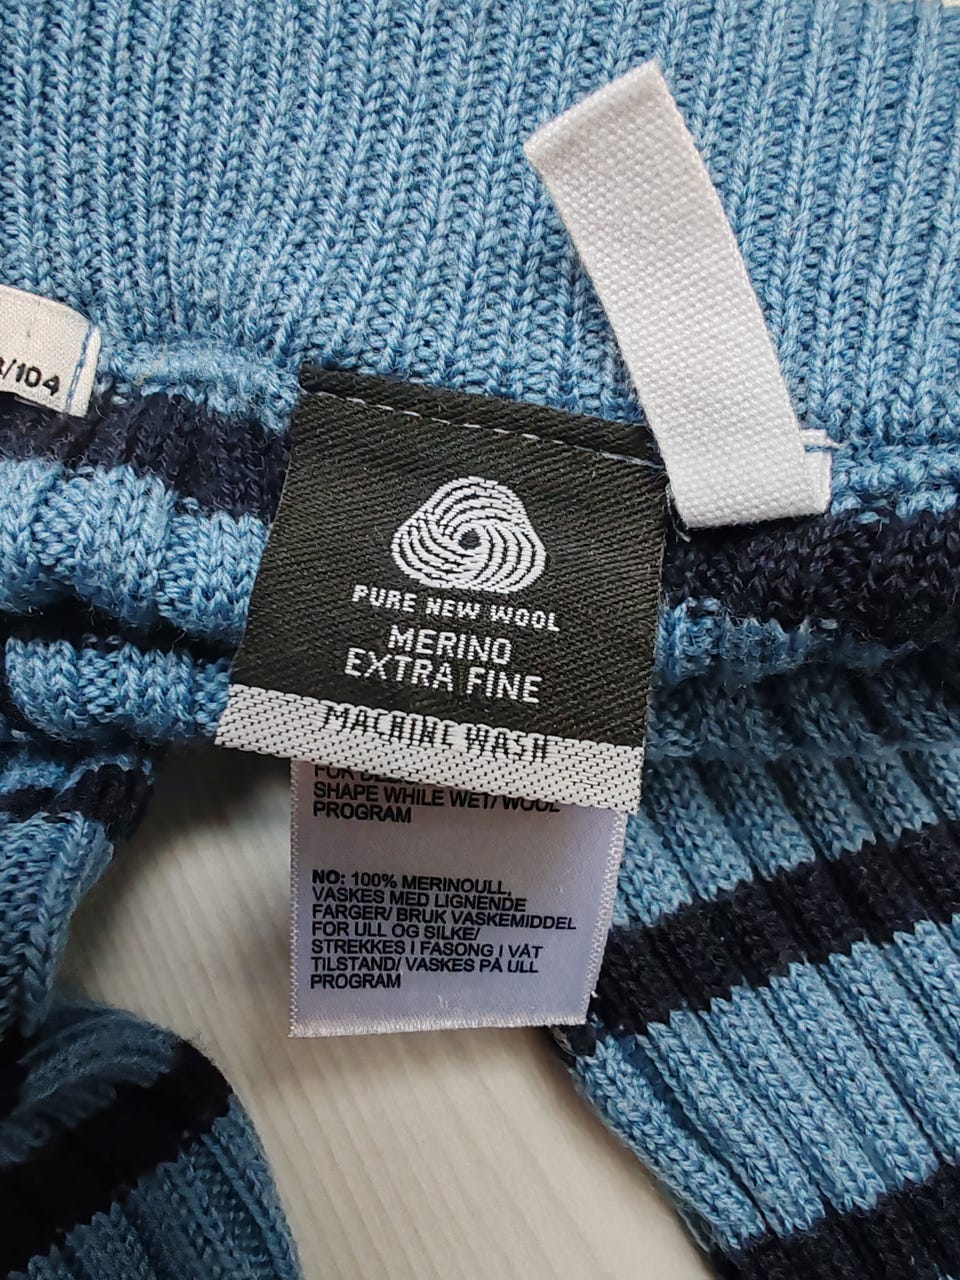 /104
PURE NEW WOOL
MERINO
EXTRA FINE
MACHINE WASH
FOR
SHAPE WHILE WET/ WOOL
PROGRAM
NO: 100% MERINOULL.
VASKES MED LIGNENDE
FARGER/ BRUK VASKEMIDDEL
FOR ULL OG SILKE/
STREKKES I FASONG I VÅT
TILSTAND/ VASKES PÅ ULL
PROGRAM